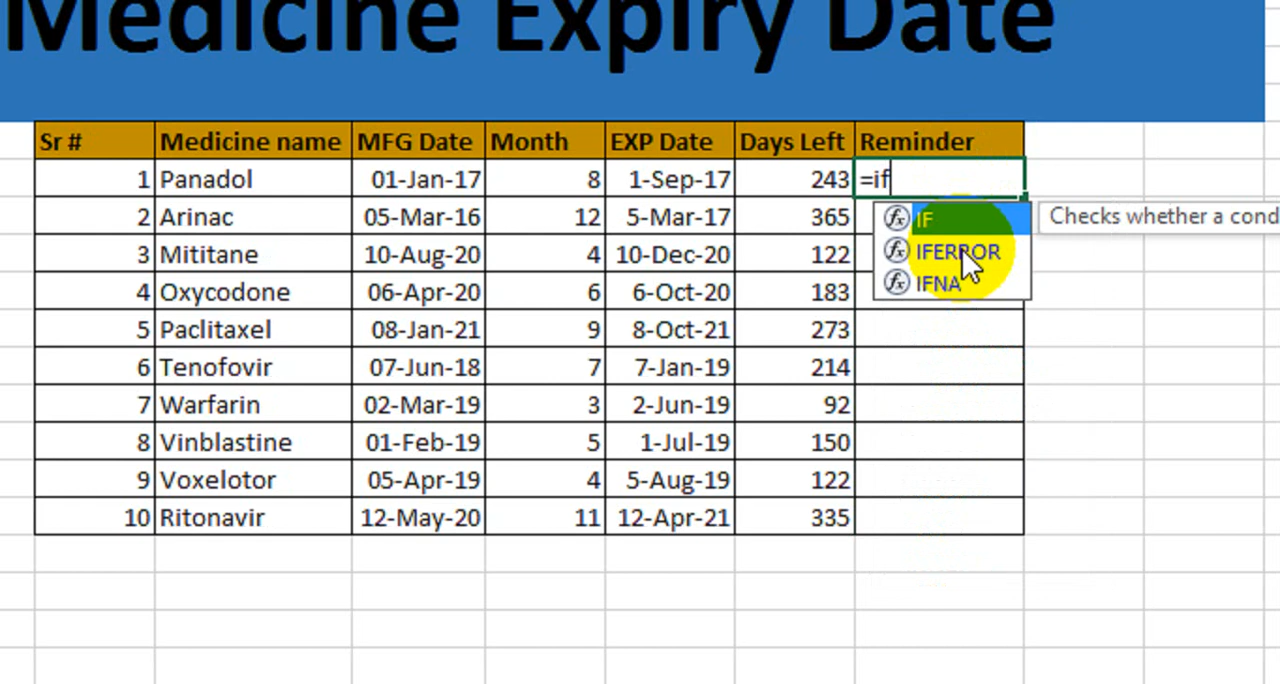 Medicine Expiry Date
Sr # Medicine name MFG Date Month EXP Date Days Left Reminder
1 Panadol 01-Jan-17 8 1-Sep-17 243 =if
2 Arinac 05-Mar-16 12 5-Mar-17 365 fx IF Checks whether a cond
3 Mititane 10-Aug-20 4 10-Dec-20 122 fx IFERROR
4 Oxycodone 06-Apr-20 6 6-Oct-20 183 fx IFNA
5 Paclitaxel 08-Jan-21 9 8-Oct-21 273
6 Tenofovir 07-Jun-18 7 7-Jan-19 214
7 Warfarin 02-Mar-19 3 2-Jun-19 92
8 Vinblastine 01-Feb-19 5 1-Jul-19 150
9 Voxelotor 05-Apr-19 4 5-Aug-19 122
10 Ritonavir 12-May-20 11 12-Apr-21 335